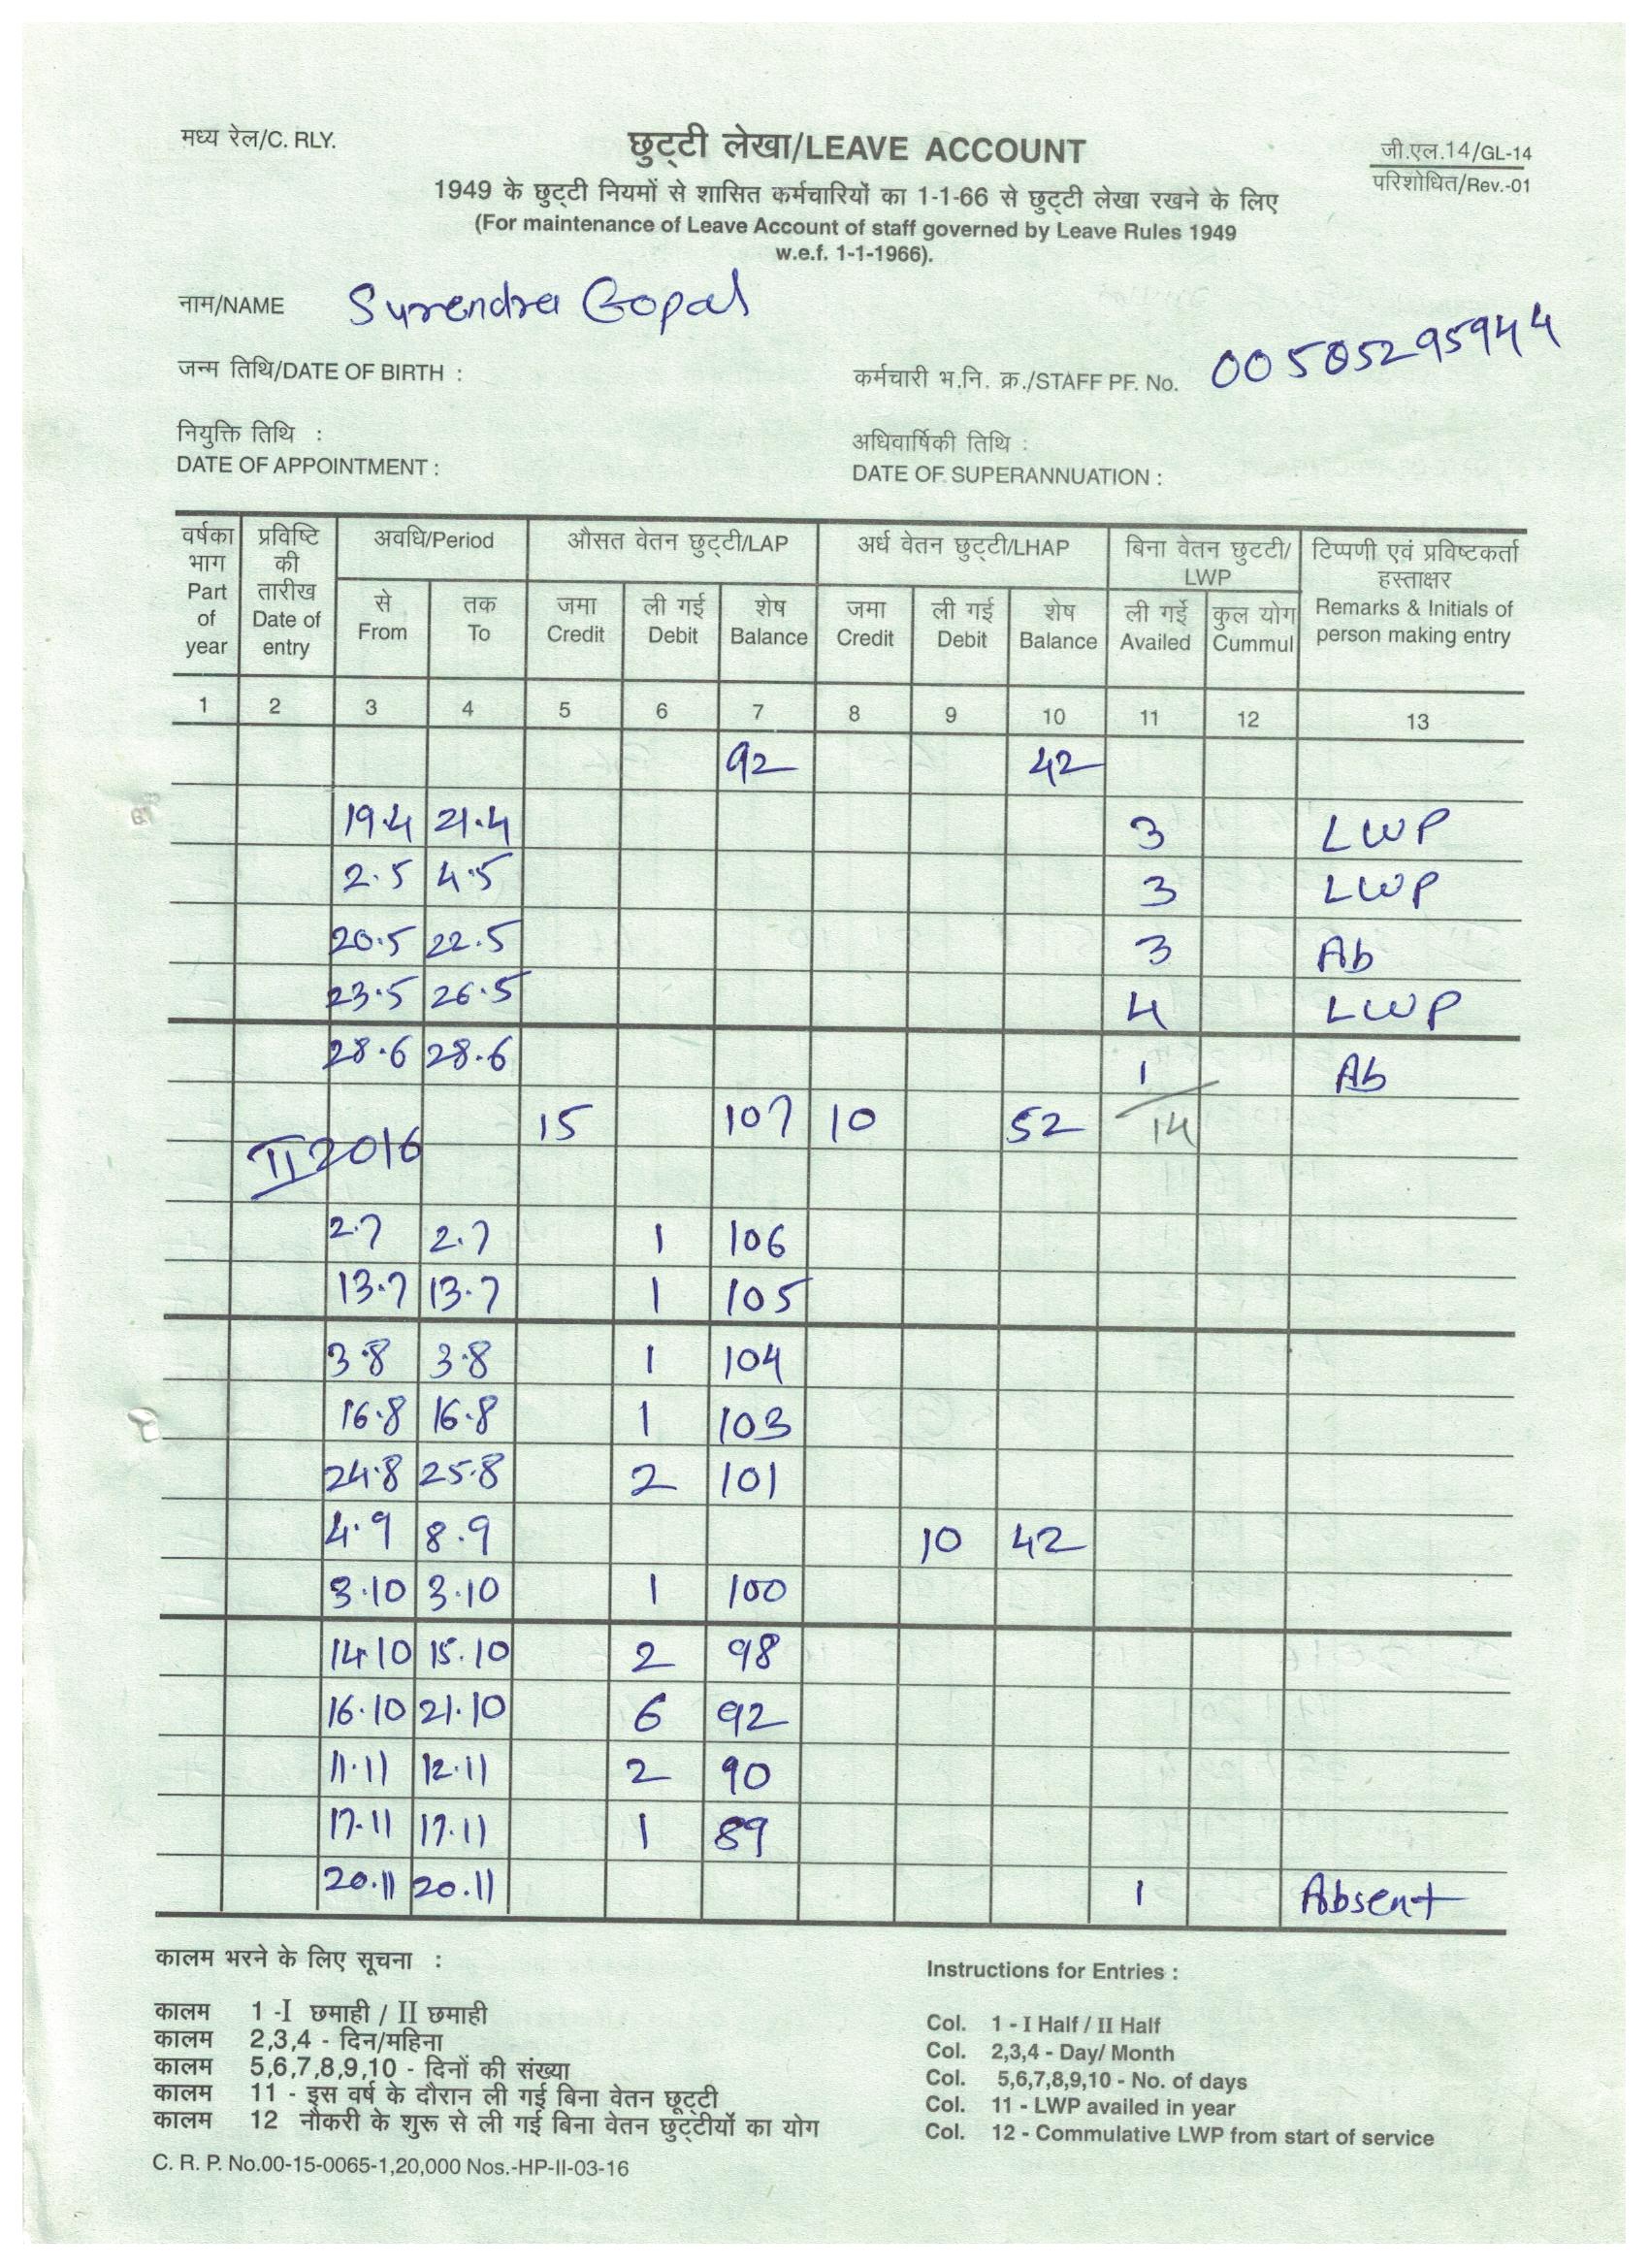 मध्य रेल/C. RLY.
छुट्टी लेखा/LEAVE ACCOUNT
जी.एल.14/GL-14
परिशोधित/Rev.-01
1949 के छुट्टी नियमों से शासित कर्मचारियों का 1-1-66 से छुट्टी लेखा रखने के लिए
(For maintenance of Leave Account of staff governed by Leave Rules 1949
w.e.f. 1-1-1966).
नाम/NAME Surendra Gopal
जन्म तिथि/DATE OF BIRTH :
कर्मचारी भ.नि. क्र./STAFF PF. No. 00505295944
नियुक्ति तिथि :
DATE OF APPOINTMENT :
अधिवार्षिकी तिथि :
DATE OF SUPERANNUATION :
वर्षका भाग Part of year
प्रविष्टि की तारीख Date of entry
अवधि/Period
औसत वेतन छुट्टी/LAP
अर्ध वेतन छुट्टी/LHAP
बिना वेतन छुटटी/ LWP
टिप्पणी एवं प्रविष्टकर्ता हस्ताक्षर Remarks & Initials of person making entry
से From
तक To
जमा Credit
ली गई Debit
शेष Balance
जमा Credit
ली गई Debit
शेष Balance
ली गई Availed
कुल योग Cummul
1 2 3 4 5 6 7 8 9 10 11 12 13
92 42
19.4 21.4 3 LWP
2.5 4.5 3 LWP
20.5 22.5 3 Ab
23.5 26.5 4 LWP
28.6 28.6 1 Ab
15 107 10 52 14
II 2016
2.7 2.7 1 106
13.7 13.7 1 105
3.8 3.8 1 104
16.8 16.8 1 103
24.8 25.8 2 101
4.9 8.9 10 42
3.10 3.10 1 100
14.10 15.10 2 98
16.10 21.10 6 92
11.11 12.11 2 90
17.11 17.11 1 89
20.11 20.11 1 Absent
कालम भरने के लिए सूचना :
कालम 1 -I छमाही / II छमाही
कालम 2,3,4 - दिन/महिना
कालम 5,6,7,8,9,10 - दिनों की संख्या
कालम 11 - इस वर्ष के दौरान ली गई बिना वेतन छूट्टी
कालम 12 नौकरी के शुरू से ली गई बिना वेतन छुट्टीयों का योग
C. R. P. No.00-15-0065-1,20,000 Nos.-HP-II-03-16
Instructions for Entries :
Col. 1 - I Half / II Half
Col. 2,3,4 - Day/ Month
Col. 5,6,7,8,9,10 - No. of days
Col. 11 - LWP availed in year
Col. 12 - Commulative LWP from start of service